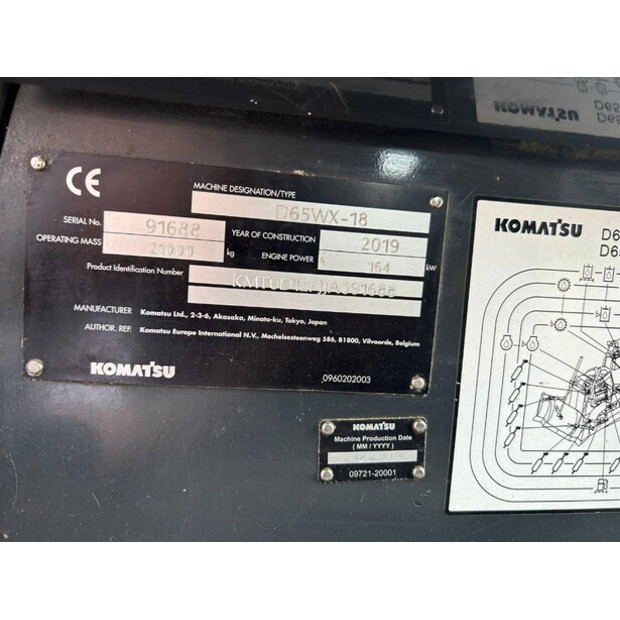 KOMATSU
CE
MACHINE DESIGNATION/TYPE
D65WX-18
SERIAL No. 91688 YEAR OF CONSTRUCTION 2019
OPERATING MASS kg ENGINE POWER 164 kW
Product Identification Number
MANUFACTURER Komatsu Ltd., 2-3-6, Akasaka, Minato-ku, Tokyo, Japan
AUTHOR. REP. Komatsu Europe International N.V., Mechelsesteenweg 586, B1800, Vilvoorde, Belgium
KOMATSU
0960202003
KOMATSU
Machine Production Date
( MM / YYYY )
09721-20001
KOMATSU D6
D6